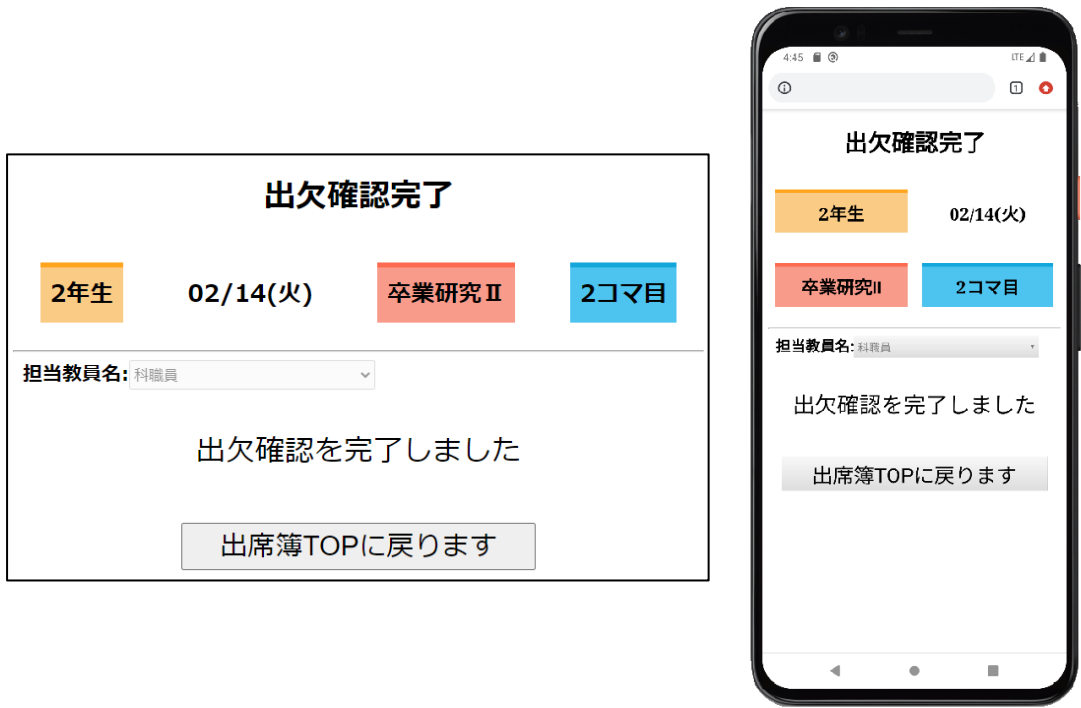 出欠確認完了
2年生 02/14(火) 卒業研究Ⅱ 2コマ目
担当教員名: 科職員
出欠確認を完了しました
出席簿TOPに戻ります
4:45 LTE
1
出欠確認完了
2年生 02/14(火)
卒業研究Ⅱ 2コマ目
担当教員名: 科職員
出欠確認を完了しました
出席簿TOPに戻ります